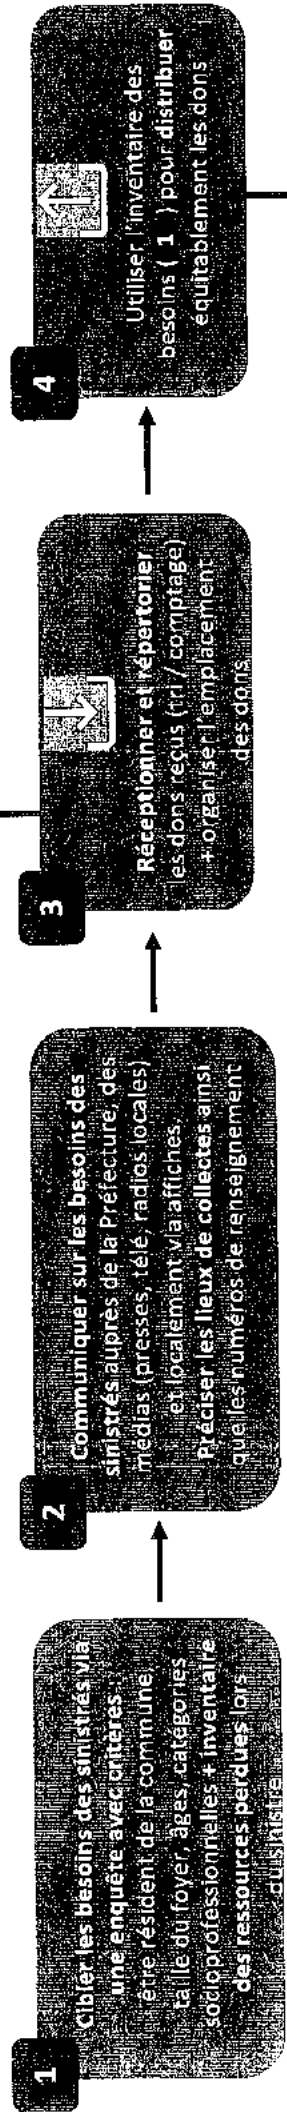 1
Cibler les besoins des sinistrés via
une enquête avec critères :
être résident de la commune,
taille du foyer, âges, catégories
socioprofessionnelles + inventaire
des ressources perdues lors
du sinistre
2
Communiquer sur les besoins des
sinistrés auprès de la Préfecture, des
médias (presses, télé, radios locales)
et localement via affiches.
Préciser les lieux de collectes ainsi
que les numéros de renseignement
3
Réceptionner et répertorier
les dons reçus (tri / comptage)
+ organiser l'emplacement
des dons
4
Utiliser l'inventaire des
besoins ( 1 ) pour distribuer
équitablement les dons